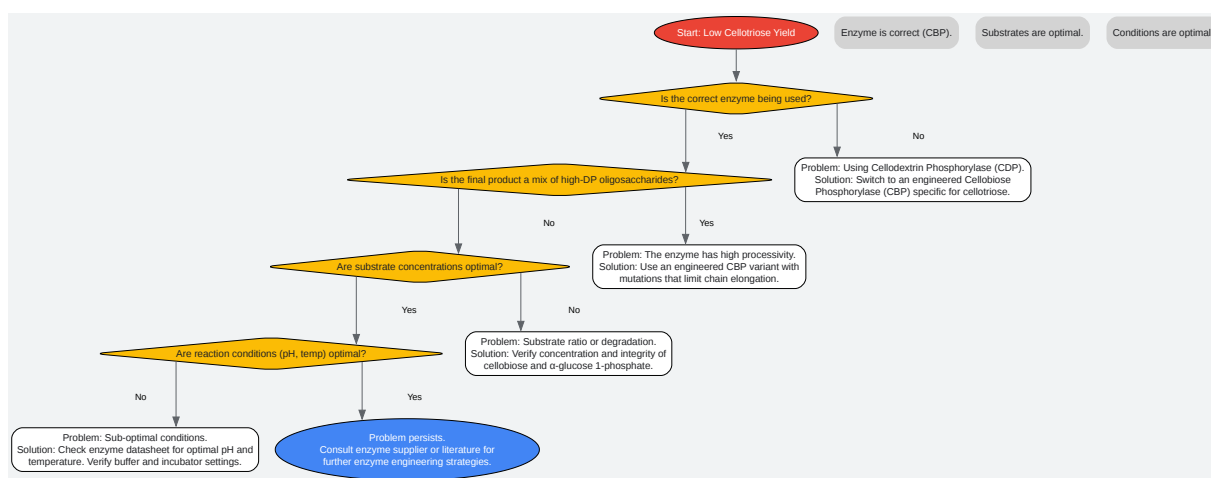 Start: Low Cellotriose Yield
Enzyme is correct (CBP).
Substrates are optimal.
Conditions are optimal
Is the correct enzyme being used?
Yes
No
Problem: Using Cellodextrin Phosphorylase (CDP).
Solution: Switch to an engineered Cellobiose
Phosphorylase (CBP) specific for cellotriose.
Is the final product a mix of high-DP oligosaccharides?
No
Yes
Problem: The enzyme has high processivity.
Solution: Use an engineered CBP variant with
mutations that limit chain elongation.
Are substrate concentrations optimal?
Yes
No
Problem: Substrate ratio or degradation.
Solution: Verify concentration and integrity of
cellobiose and α-glucose 1-phosphate.
Are reaction conditions (pH, temp) optimal?
No
Yes
Problem: Sub-optimal conditions.
Solution: Check enzyme datasheet for optimal pH and
temperature. Verify buffer and incubator settings.
Problem persists.
Consult enzyme supplier or literature for
further enzyme engineering strategies.